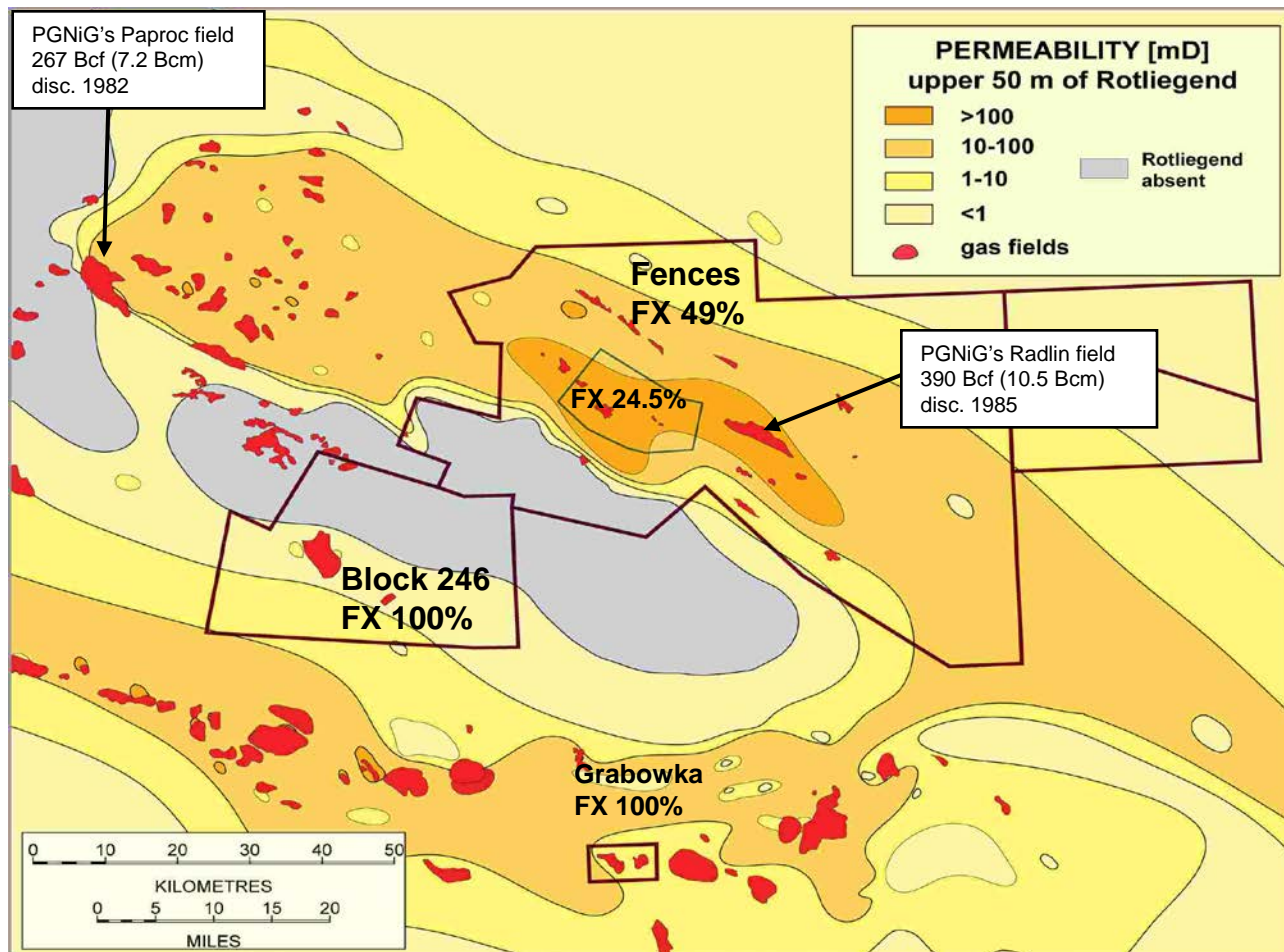 PGNiG's Paproc field
267 Bcf (7.2 Bcm)
disc. 1982
PERMEABILITY [mD]
upper 50 m of Rotliegend
>100
10-100
1-10
<1
gas fields
Rotliegend
absent
Fences
FX 49%
FX 24.5%
PGNiG's Radlin field
390 Bcf (10.5 Bcm)
disc. 1985
Block 246
FX 100%
Grabowka
FX 100%
0 10 20 30 40 50
KILOMETRES
0 5 10 15 20
MILES